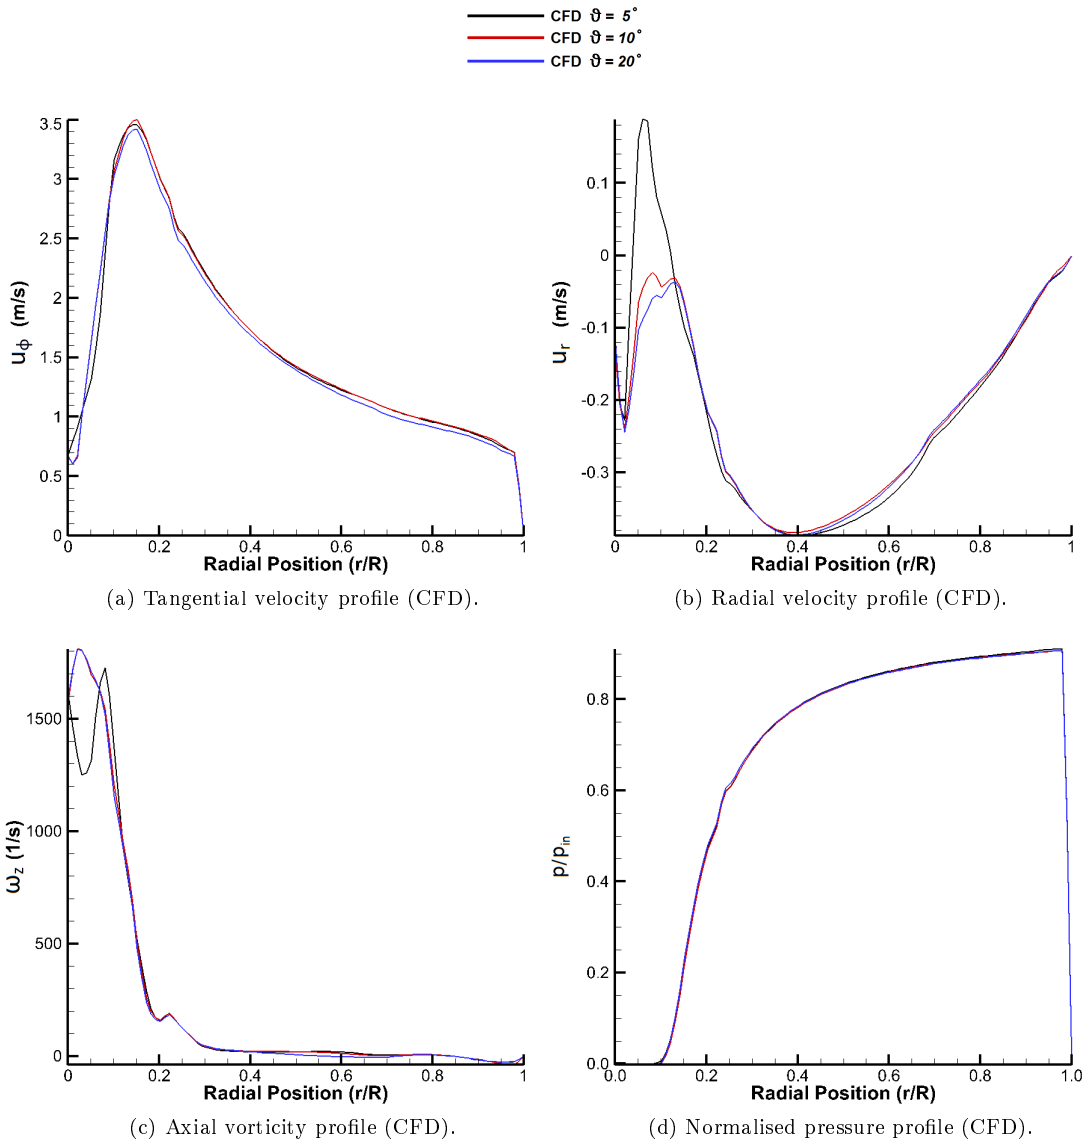 CFD ϑ = 5°
CFD ϑ = 10°
CFD ϑ = 20°
3.5
3
2.5
2
1.5
1
0.5
0
uϕ (m/s)
0 0.2 0.4 0.6 0.8 1
Radial Position (r/R)
(a) Tangential velocity profile (CFD).
0.1
0
-0.1
-0.2
-0.3
ur (m/s)
0 0.2 0.4 0.6 0.8 1
Radial Position (r/R)
(b) Radial velocity profile (CFD).
1500
1000
500
0
ωz (1/s)
0 0.2 0.4 0.6 0.8 1
Radial Position (r/R)
(c) Axial vorticity profile (CFD).
0.8
0.6
0.4
0.2
0.0
p/pin
0.0 0.2 0.4 0.6 0.8 1.0
Radial Position (r/R)
(d) Normalised pressure profile (CFD).